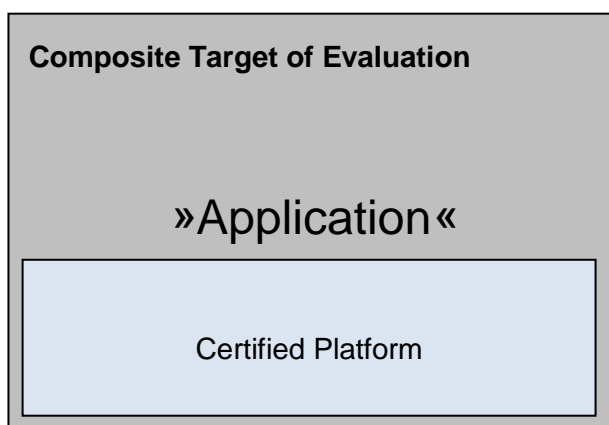 Composite Target of Evaluation
»Application«
Certified Platform